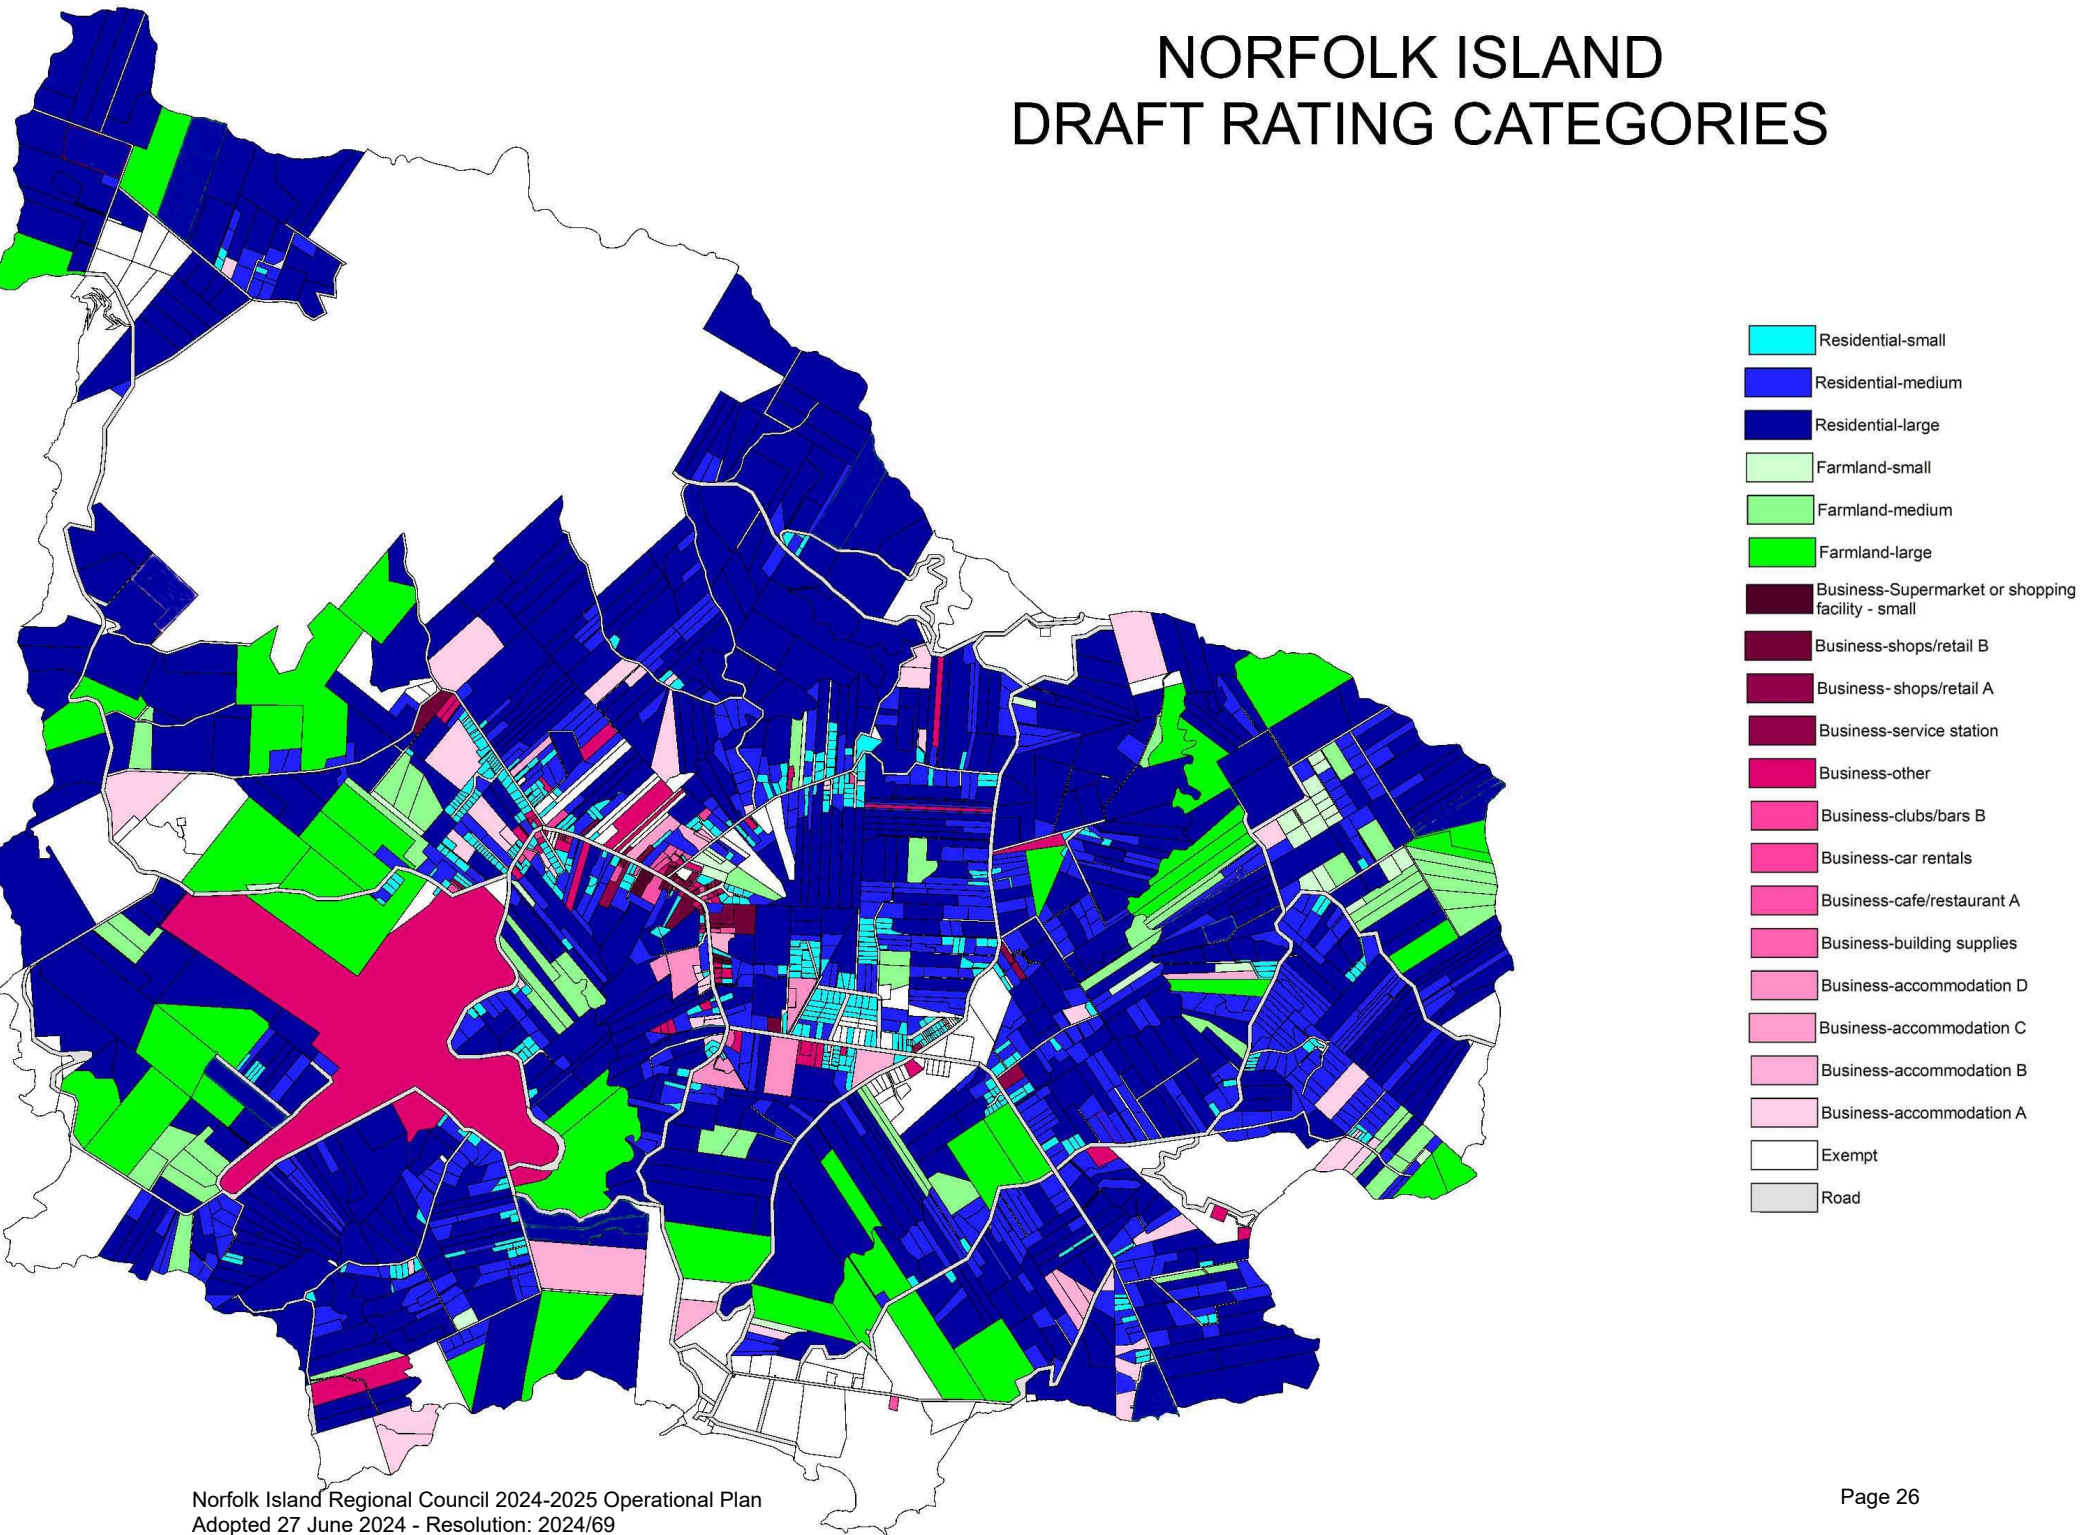 NORFOLK ISLAND
DRAFT RATING CATEGORIES
Residential-small
Residential-medium
Residential-large
Farmland-small
Farmland-medium
Farmland-large
Business-Supermarket or shopping
facility - small
Business-shops/retail B
Business-shops/retail A
Business-service station
Business-other
Business-clubs/bars B
Business-car rentals
Business-cafe/restaurant A
Business-building supplies
Business-accommodation D
Business-accommodation C
Business-accommodation B
Business-accommodation A
Exempt
Road
Norfolk Island Regional Council 2024-2025 Operational Plan
Adopted 27 June 2024 - Resolution: 2024/69
Page 26